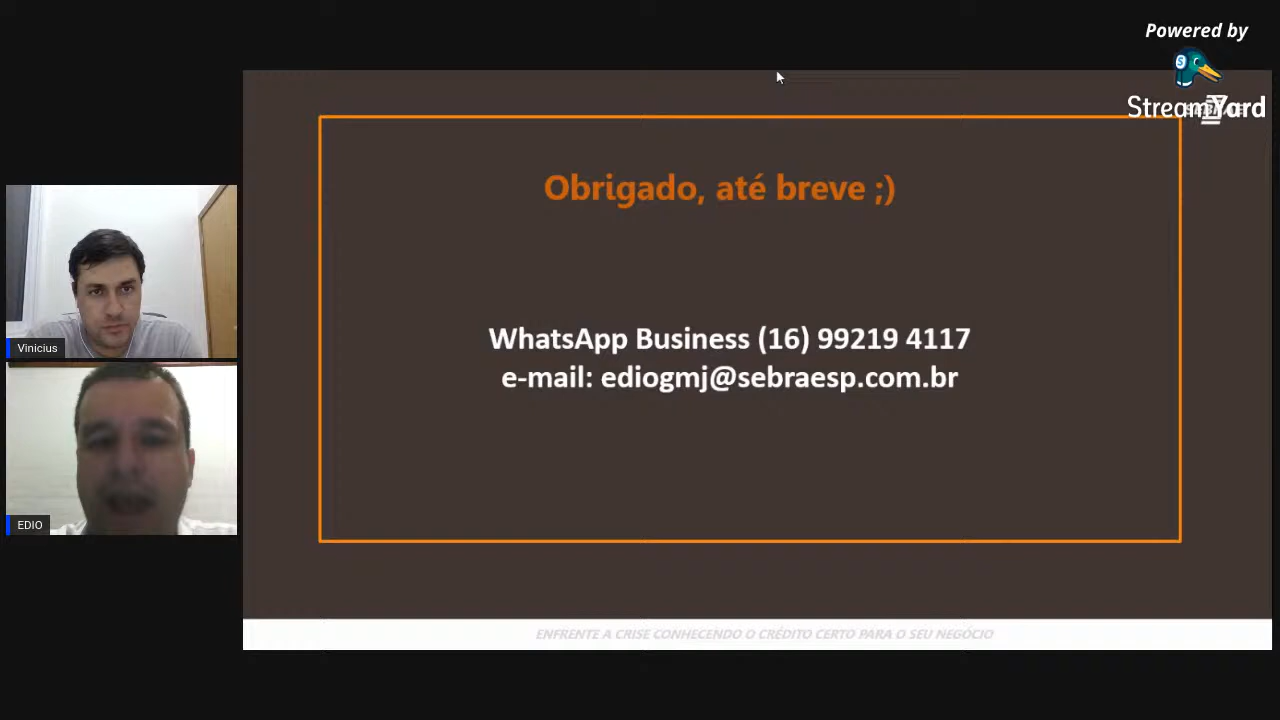 Powered by
StreamYard
Obrigado, até breve ;)
WhatsApp Business (16) 99219 4117
e-mail: ediogmj@sebraesp.com.br
Vinicius
EDIO
ENFRENTE A CRISE CONHECENDO O CRÉDITO CERTO PARA O SEU NEGÓCIO